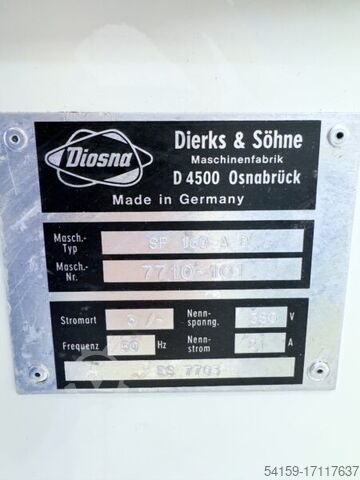 Diosna
Dierks & Söhne
Maschinenfabrik
D 4500 Osnabrück
Made in Germany
Masch.-Typ SP 160 A D
Masch.-Nr. 7710-101
Stromart 3 /~ Nenn-spanng. 380 V
Frequenz 50 Hz Nenn-strom A
ES 7703
54159-17117637